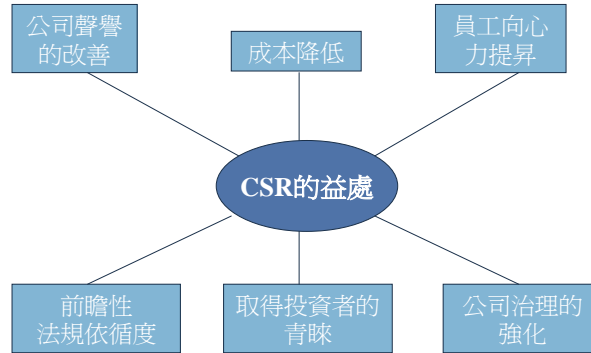 公司聲譽
的改善
成本降低
員工向心
力提昇
CSR的益處
前瞻性
法規依循度
取得投資者的
青睞
公司治理的
強化